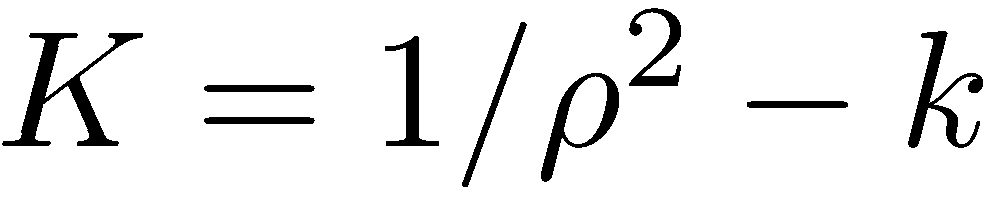 K = 1/ρ² − k